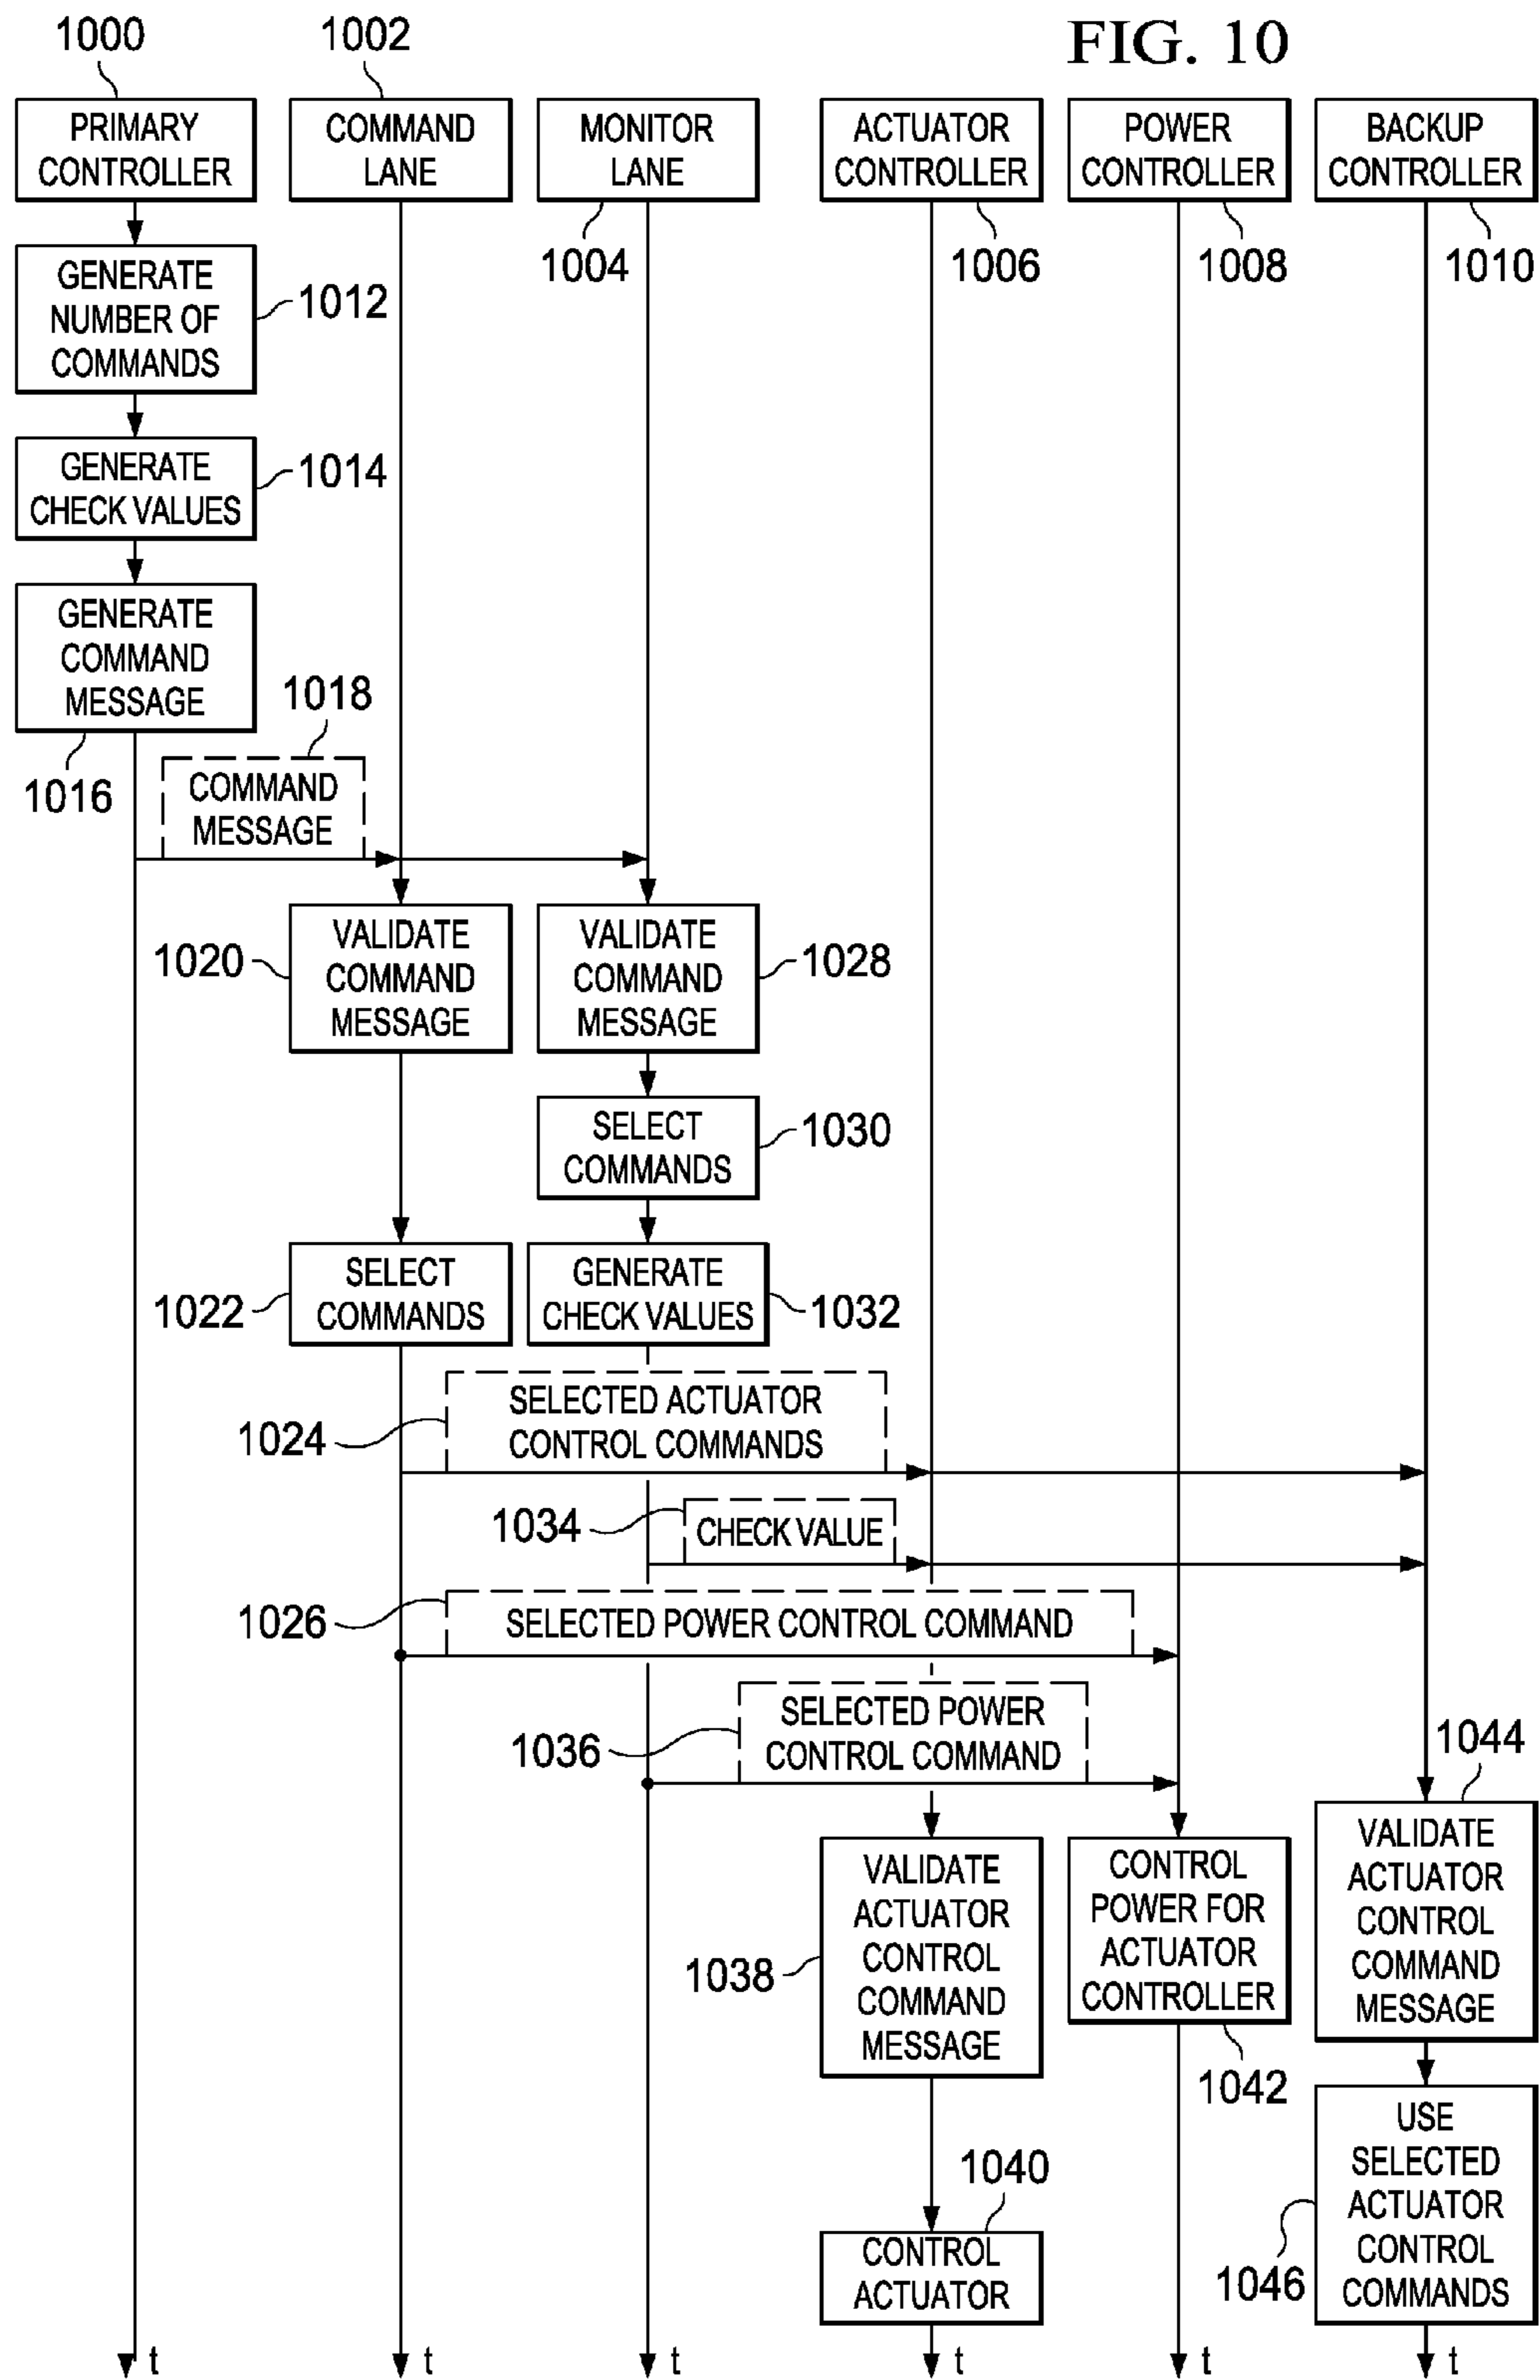 FIG. 10
1000
1002
PRIMARY
CONTROLLER
COMMAND
LANE
MONITOR
LANE
ACTUATOR
CONTROLLER
POWER
CONTROLLER
BACKUP
CONTROLLER
1004
1006
1008
1010
GENERATE
NUMBER OF
COMMANDS
1012
GENERATE
CHECK VALUES
1014
GENERATE
COMMAND
MESSAGE
1016
1018
COMMAND
MESSAGE
1020
VALIDATE
COMMAND
MESSAGE
VALIDATE
COMMAND
MESSAGE
1028
SELECT
COMMANDS
1030
1022
SELECT
COMMANDS
GENERATE
CHECK VALUES
1032
1024
SELECTED ACTUATOR
CONTROL COMMANDS
1034
CHECK VALUE
1026
SELECTED POWER CONTROL COMMAND
1036
SELECTED POWER
CONTROL COMMAND
1044
1038
VALIDATE
ACTUATOR
CONTROL
COMMAND
MESSAGE
CONTROL
POWER FOR
ACTUATOR
CONTROLLER
1042
VALIDATE
ACTUATOR
CONTROL
COMMAND
MESSAGE
1040
CONTROL
ACTUATOR
1046
USE
SELECTED
ACTUATOR
CONTROL
COMMANDS
t
t
t
t
t
t